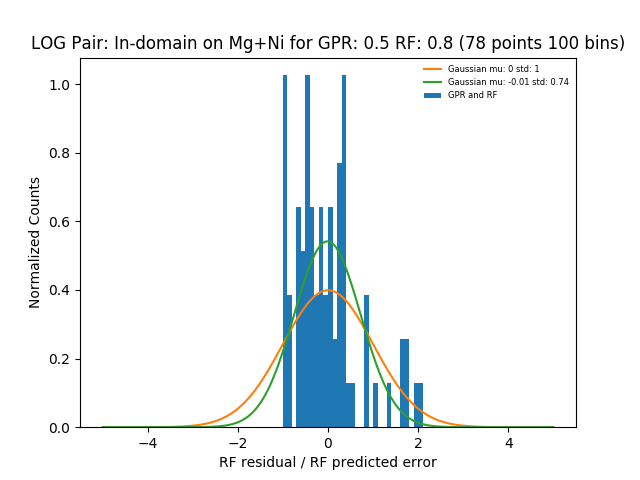 LOG Pair: In-domain on Mg+Ni for GPR: 0.5 RF: 0.8 (78 points 100 bins)
Gaussian mu: 0 std: 1
Gaussian mu: -0.01 std: 0.74
GPR and RF
Normalized Counts
1.0
0.8
0.6
0.4
0.2
0.0
−4 −2 0 2 4
RF residual / RF predicted error